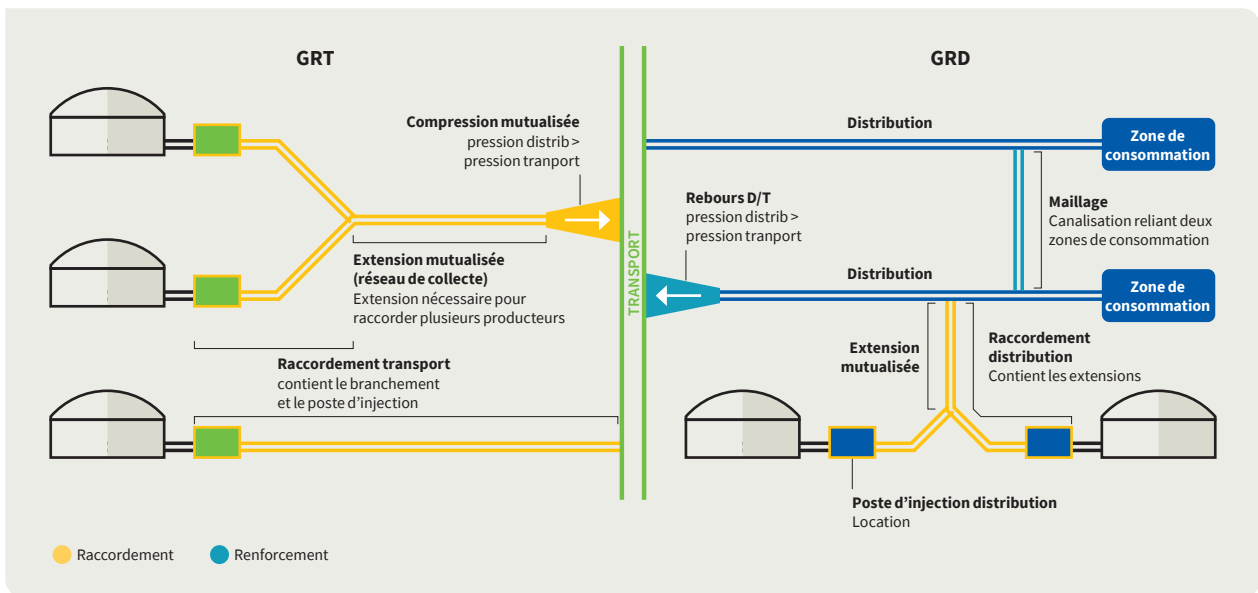 GRT
GRD
Compression mutualisée
pression distrib >
pression tranport
Extension mutualisée
(réseau de collecte)
Extension nécessaire pour
raccorder plusieurs producteurs
Raccordement transport
contient le branchement
et le poste d'injection
TRANSPORT
Distribution
Zone de
consommation
Rebours D/T
pression distrib >
pression tranport
Maillage
Canalisation reliant deux
zones de consommation
Distribution
Zone de
consommation
Extension
mutualisée
Raccordement
distribution
Contient les extensions
Poste d'injection distribution
Location
Raccordement
Renforcement